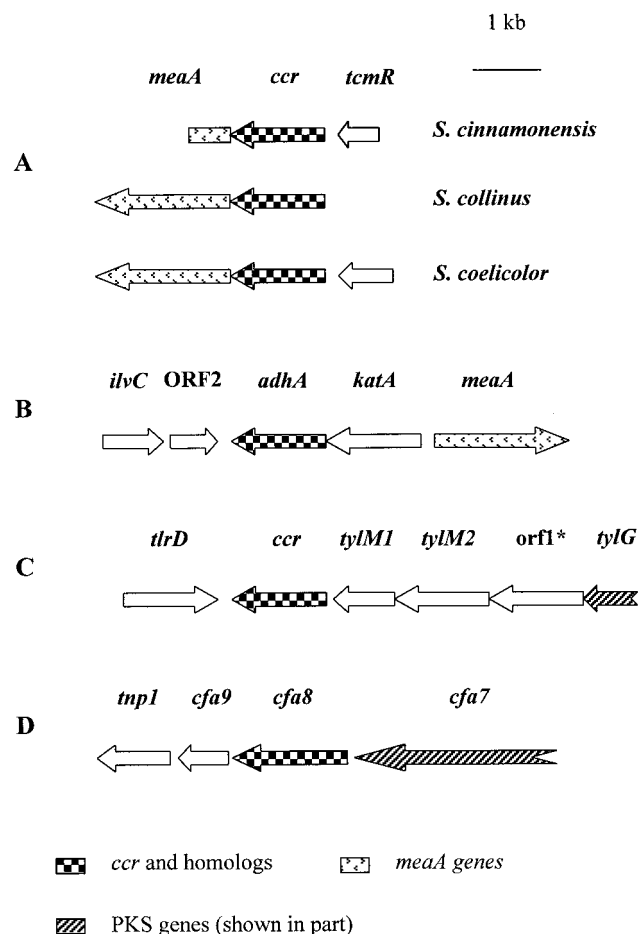 1 kb
meaA ccr tcmR
S. cinnamonensis
A
S. collinus
S. coelicolor
ilvC ORF2 adhA katA meaA
B
tlrD ccr tylM1 tylM2 orf1* tylG
C
tnp1 cfa9 cfa8 cfa7
D
ccr and homologs meaA genes
PKS genes (shown in part)